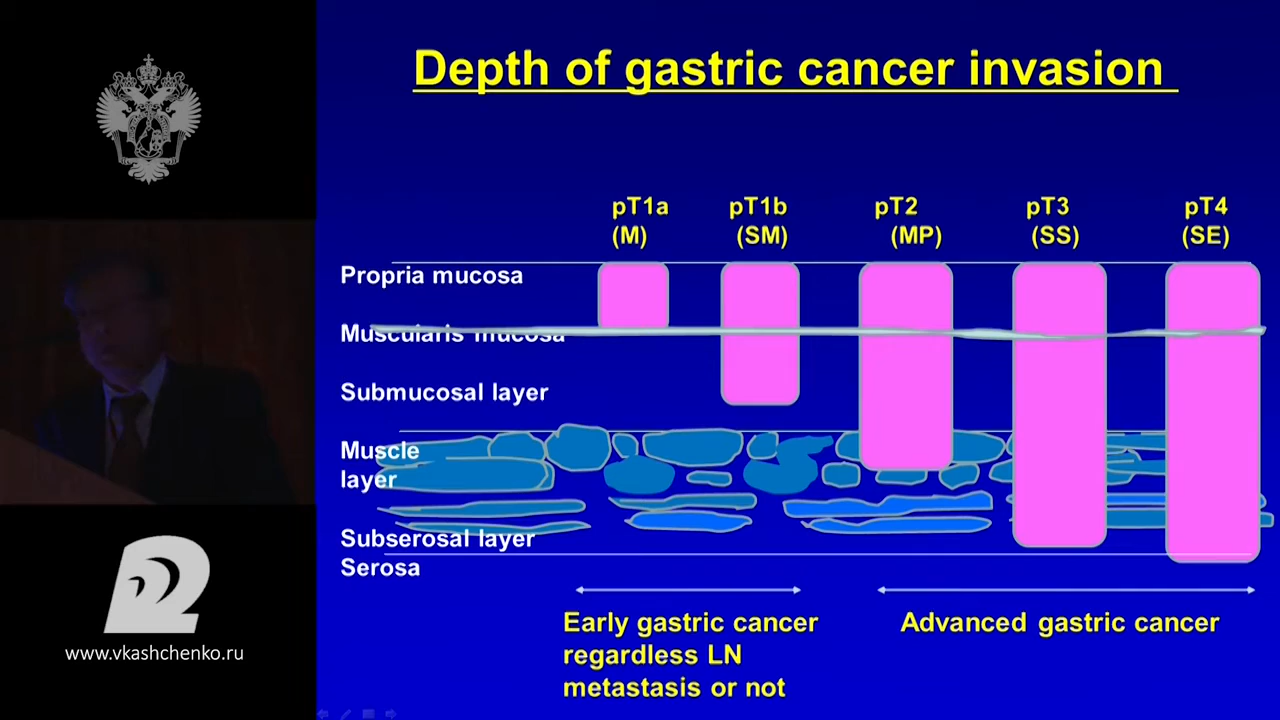 Depth of gastric cancer invasion
pT1a pT1b pT2 pT3 pT4
(M) (SM) (MP) (SS) (SE)
Propria mucosa
Muscularis mucosa
Submucosal layer
Muscle
layer
Subserosal layer
Serosa
Early gastric cancer
regardless LN
metastasis or not
Advanced gastric cancer
www.vkashchenko.ru